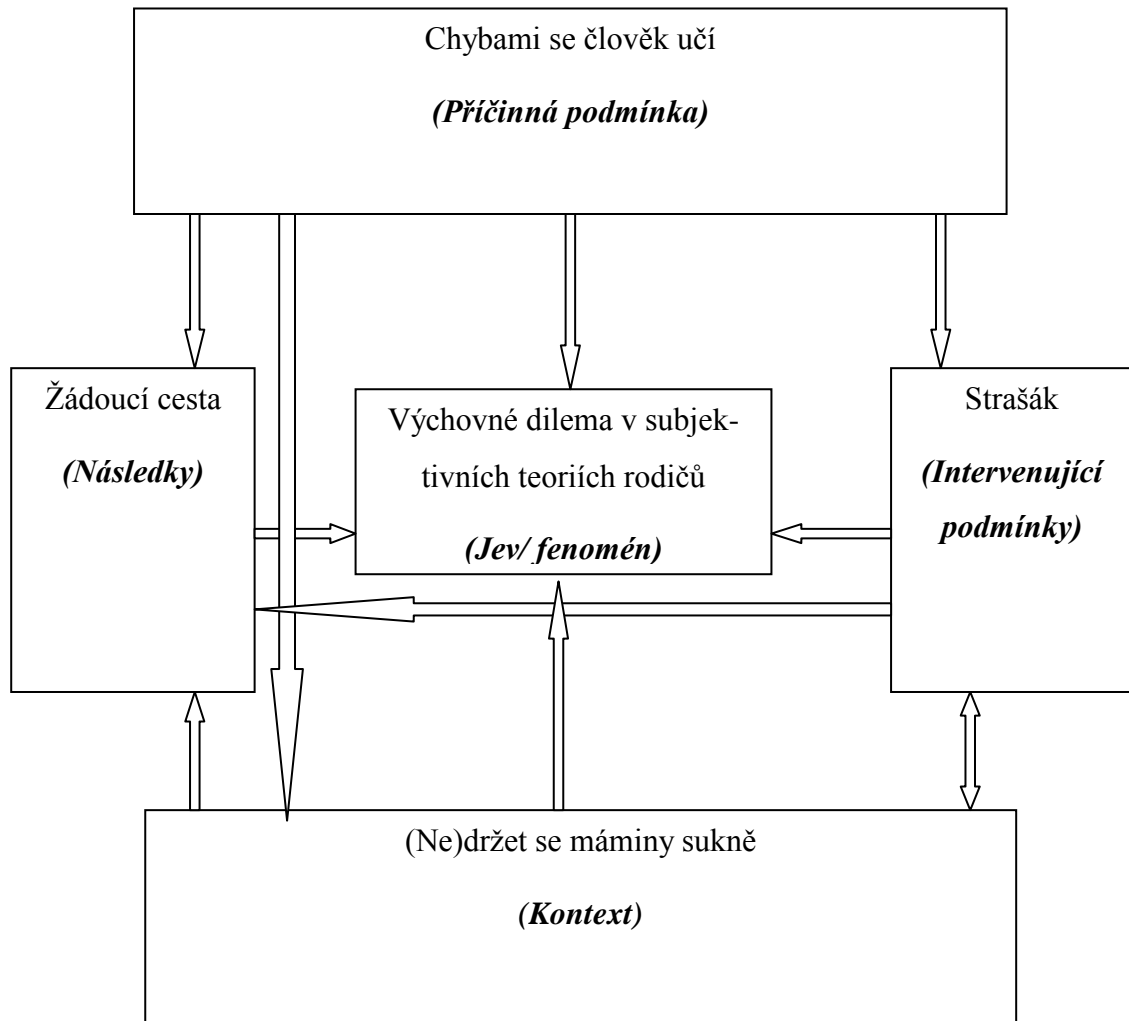 Chybami se člověk učí
(Příčinná podmínka)
Žádoucí cesta
(Následky)
Výchovné dilema v subjek-
tivních teoriích rodičů
(Jev/ fenomén)
Strašák
(Intervenující
podmínky)
(Ne)držet se máminy sukně
(Kontext)